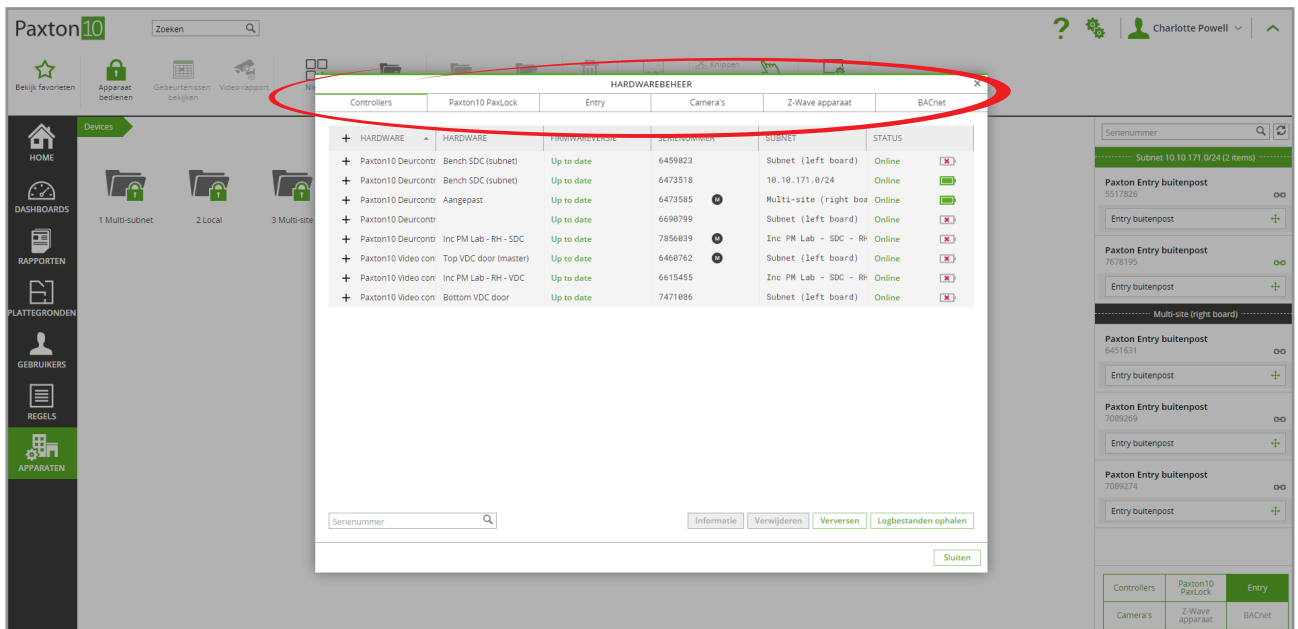 Paxton10
Zoeken
Charlotte Powell
Bekijk favorieten
Apparaat bedienen
Gebeurtenissen bekijken
Video rapport
Knippen
HOME
DASHBOARDS
RAPPORTEN
PLATTEGRONDEN
GEBRUIKERS
REGELS
APPARATEN
Devices
1 Multi-subnet
2 Local
3 Multi-site
HARDWAREBEHEER
Controllers Paxton10 PaxLock Entry Camera's Z-Wave apparaat BACnet
HARDWARE HARDWARE FIRMWAREVERSIE SERIENUMMER SUBNET STATUS
Paxton10 Deurcontr Bench SDC (subnet) Up to date 6459823 Subnet (left board) Online
Paxton10 Deurcontr Bench SDC (subnet) Up to date 6473518 10.10.171.0/24 Online
Paxton10 Deurcontr Aangepast Up to date 6473585 M Multi-site (right boa Online
Paxton10 Deurcontr Up to date 6690799 Subnet (left board) Online
Paxton10 Deurcontr Inc PM Lab - RH - SDC Up to date 7856039 M Inc PM Lab - SDC - RH Online
Paxton10 Video con Top VDC door (master) Up to date 6460762 M Subnet (left board) Online
Paxton10 Video con Inc PM Lab - RH - VDC Up to date 6615455 Inc PM Lab - SDC - RH Online
Paxton10 Video con Bottom VDC door Up to date 7471086 Subnet (left board) Online
Serienummer
Informatie Verwijderen Verversen Logbestanden ophalen
Sluiten
Serienummer
Subnet 10.10.171.0/24 (2 items)
Paxton Entry buitenpost
5517826
Entry buitenpost
Paxton Entry buitenpost
7678195
Entry buitenpost
Multi-site (right board)
Paxton Entry buitenpost
6451631
Entry buitenpost
Paxton Entry buitenpost
7089269
Entry buitenpost
Paxton Entry buitenpost
7089274
Entry buitenpost
Controllers
Paxton10 PaxLock
Entry
Camera's
Z-Wave apparaat
BACnet